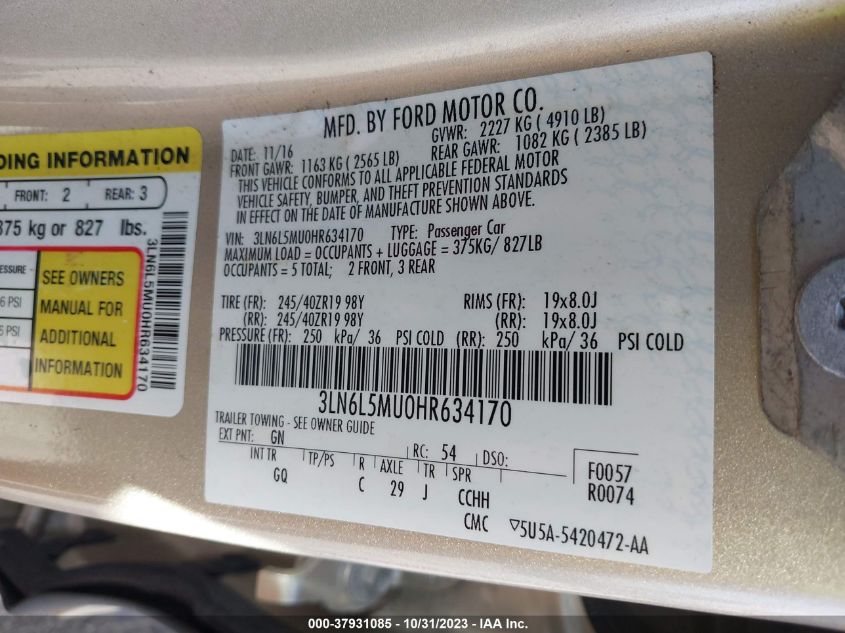 DING INFORMATION
FRONT: 2 REAR: 3
375 kg or 827 lbs.
PRESSURE
6 PSI
6 PSI
SEE OWNERS
MANUAL FOR
ADDITIONAL
INFORMATION
3LN6L5MU0HR634170
MFD. BY FORD MOTOR CO.
DATE: 11/16 GVWR: 2227 KG ( 4910 LB)
FRONT GAWR: 1163 KG ( 2565 LB) REAR GAWR: 1082 KG ( 2385 LB)
THIS VEHICLE CONFORMS TO ALL APPLICABLE FEDERAL MOTOR
VEHICLE SAFETY, BUMPER, AND THEFT PREVENTION STANDARDS
IN EFFECT ON THE DATE OF MANUFACTURE SHOWN ABOVE.
VIN: 3LN6L5MU0HR634170 TYPE: Passenger Car
MAXIMUM LOAD = OCCUPANTS + LUGGAGE = 375KG/ 827LB
OCCUPANTS = 5 TOTAL; 2 FRONT, 3 REAR
TIRE (FR): 245/40ZR19 98Y RIMS (FR): 19x8.0J
(RR): 245/40ZR19 98Y (RR): 19x8.0J
PRESSURE (FR): 250 kPa/ 36 PSI COLD (RR): 250 kPa/ 36 PSI COLD
3LN6L5MU0HR634170
TRAILER TOWING - SEE OWNER GUIDE
EXT PNT: GN RC: 54 DSO: F0057
INT TR TP/PS R AXLE TR SPR R0074
GQ C 29 J CCHH
CMC ▽5U5A-5420472-AA
000-37931085 / 10/31/2023 - IAA Inc.